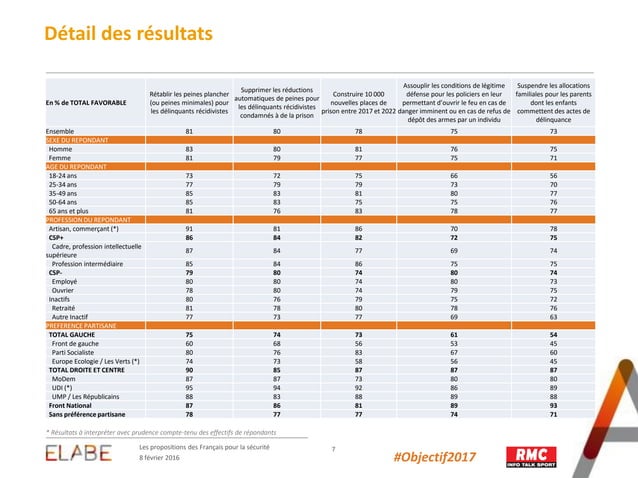 Détail des résultats
En % de TOTAL FAVORABLE
Rétablir les peines plancher
(ou peines minimales) pour
les délinquants récidivistes
Supprimer les réductions
automatiques de peines pour
les délinquants récidivistes
condamnés à de la prison
Construire 10 000
nouvelles places de
prison entre 2017 et 2022
Assouplir les conditions de légitime
défense pour les policiers en leur
permettant d'ouvrir le feu en cas de
danger imminent ou en cas de refus de
dépôt des armes par un individu
Suspendre les allocations
familiales pour les parents
dont les enfants
commettent des actes de
délinquance
Ensemble 81 80 78 75 73
SEXE DU REPONDANT
Homme 83 80 81 76 75
Femme 81 79 77 75 71
AGE DU REPONDANT
18-24 ans 73 72 75 66 56
25-34 ans 77 79 79 73 70
35-49 ans 85 83 81 80 77
50-64 ans 85 83 75 75 76
65 ans et plus 81 76 83 78 77
PROFESSION DU REPONDANT
Artisan, commerçant (*) 91 81 86 70 78
CSP+ 86 84 82 72 75
Cadre, profession intellectuelle
supérieure 87 84 77 69 74
Profession intermédiaire 85 84 86 75 75
CSP- 79 80 74 80 74
Employé 80 80 74 80 73
Ouvrier 78 80 74 79 75
Inactifs 80 76 79 75 72
Retraité 81 78 80 78 76
Autre Inactif 77 73 77 69 63
PREFERENCE PARTISANE
TOTAL GAUCHE 75 74 73 61 54
Front de gauche 60 68 56 53 45
Parti Socialiste 80 76 83 67 60
Europe Ecologie / Les Verts (*) 74 73 58 56 45
TOTAL DROITE ET CENTRE 90 85 87 87 87
MoDem 87 87 73 80 80
UDI (*) 95 94 92 86 89
UMP / Les Républicains 88 83 88 89 88
Front National 87 86 81 89 93
Sans préférence partisane 78 77 77 74 71
* Résultats à interpréter avec prudence compte-tenu des effectifs de répondants
ELABE
Les propositions des Français pour la sécurité
8 février 2016
7
#Objectif2017
RMC
INFO TALK SPORT